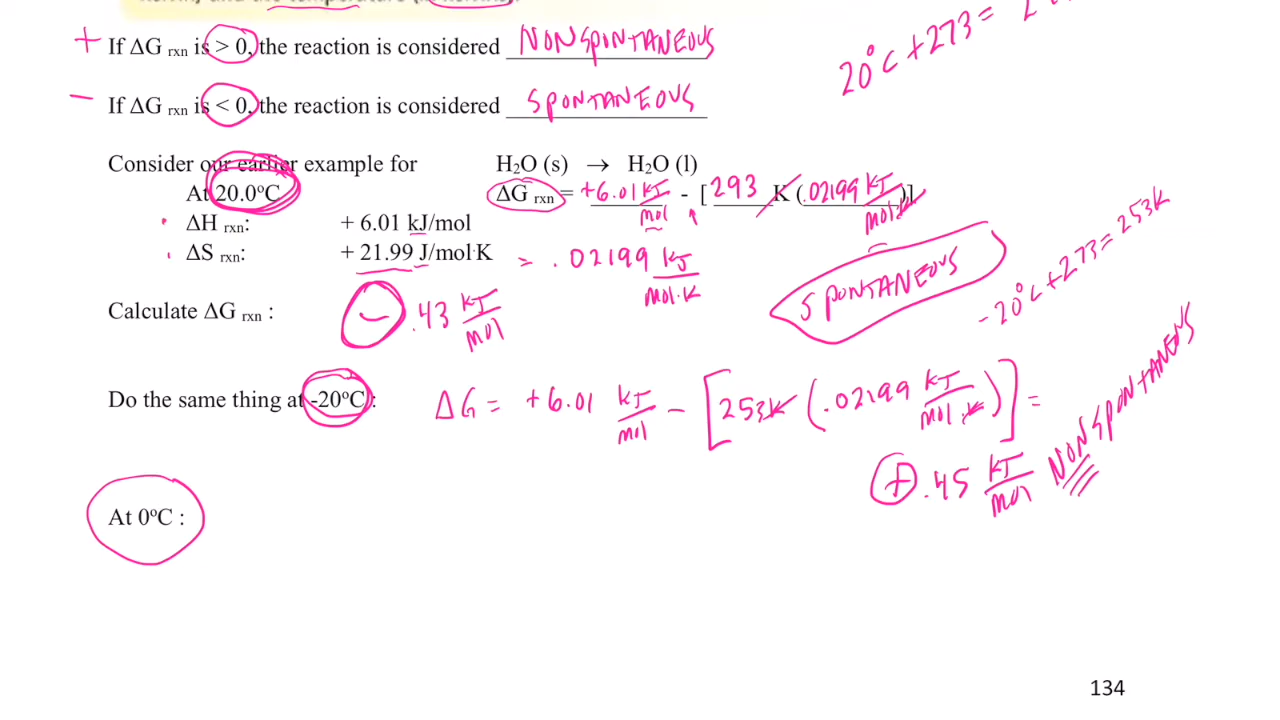 20°C + 273 =
+ If ΔG rxn is > 0, the reaction is considered NONSPONTANEOUS
- If ΔG rxn is < 0, the reaction is considered SPONTANEOUS
Consider our earlier example for H₂O (s) → H₂O (l)
At 20.0°C ΔG rxn = +6.01 kJ/mol - [ 293 K (.02199 kJ/mol·K)]
ΔH rxn: + 6.01 kJ/mol
ΔS rxn: + 21.99 J/mol·K = .02199 kJ/mol·K
SPONTANEOUS
-20°C + 273 = 253K
Calculate ΔG rxn : - .43 kJ/mol
Do the same thing at -20°C : ΔG = +6.01 kJ/mol - [253K (.02199 kJ/mol·K)] =
+ .45 kJ/mol NONSPONTANEOUS
At 0°C :
134